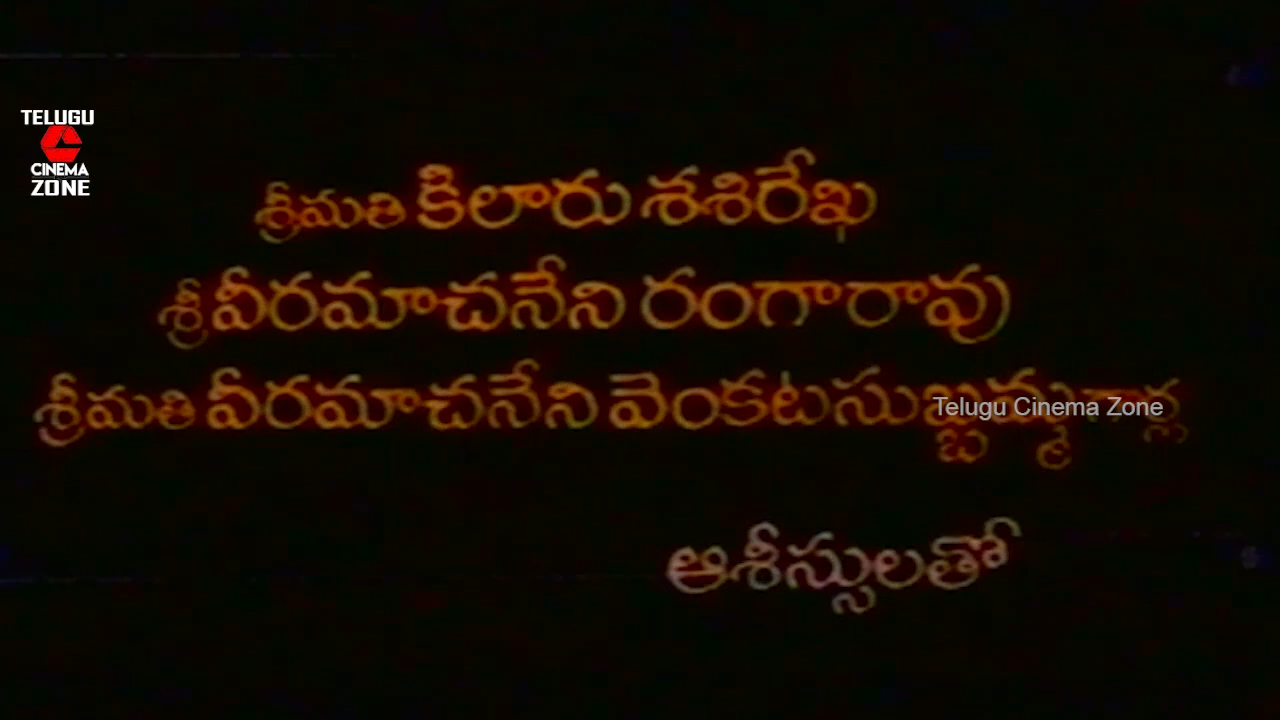 TELUGU
CINEMA
ZONE
శ్రీమతి కిలారు శశిరేఖ
శ్రీ వీరమాచనేని రంగారావు
శ్రీమతి వీరమాచనేని వెంకటసుబ్బమ్మగార్ల
Telugu Cinema Zone
ఆశీస్సులతో